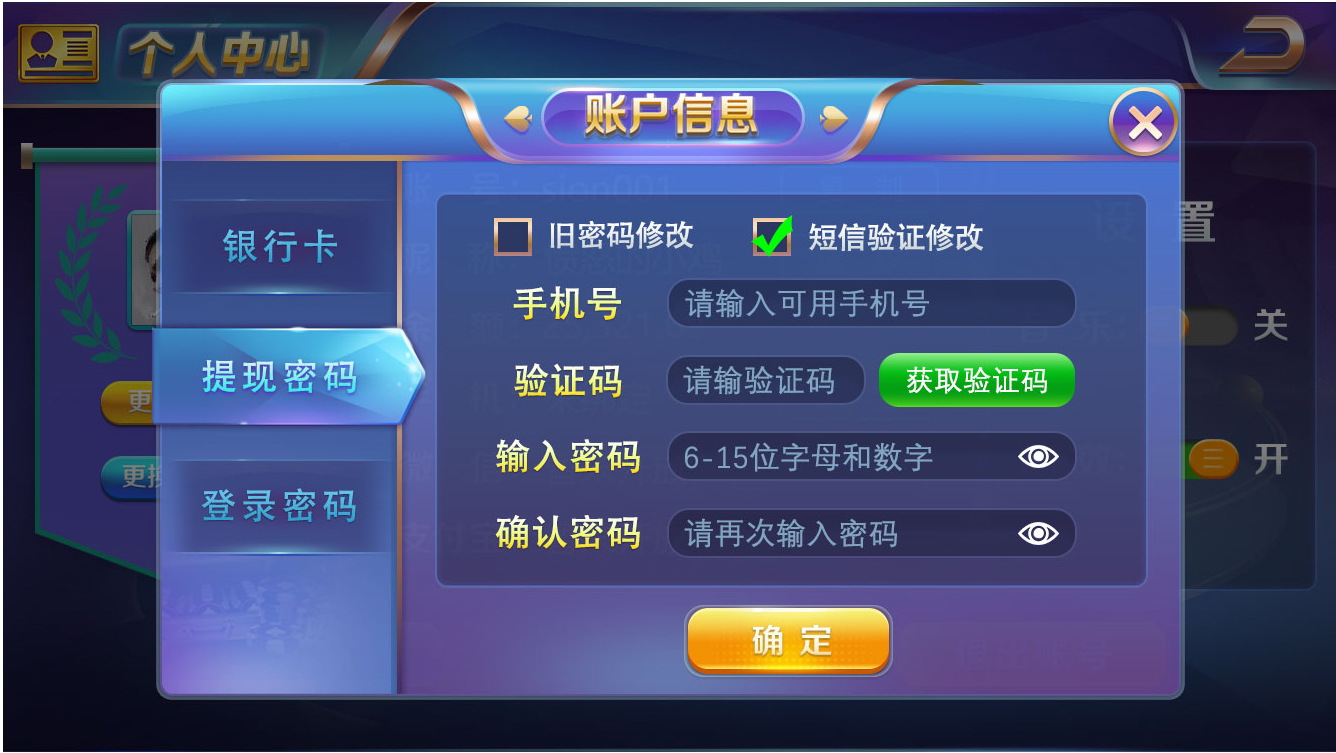 个人中心
账户信息
银行卡
提现密码
登录密码
旧密码修改
短信验证修改
手机号
请输入可用手机号
验证码
请输验证码
获取验证码
输入密码
6-15位字母和数字
确认密码
请再次输入密码
确定
设置
关
开
更
更换